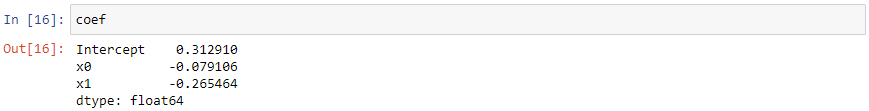 In [16]: coef
Out[16]: Intercept    0.312910
x0          -0.079106
x1          -0.265464
dtype: float64